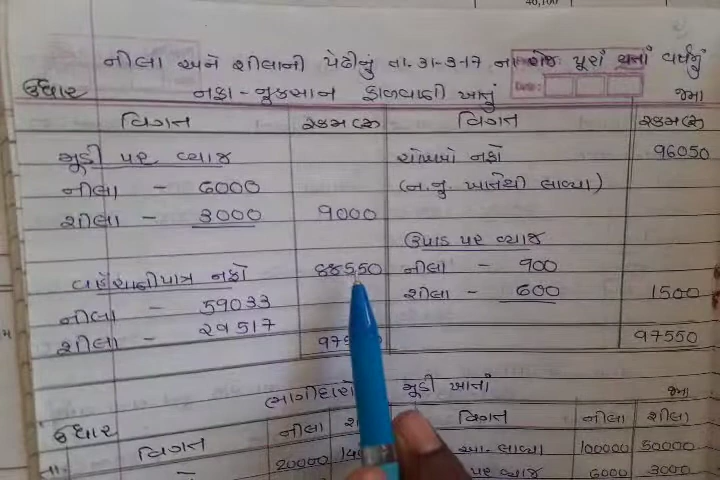 નીલા અને શીલાની પેઢીનું તા. ૩૧-૩-૧૭ ના રોજ પૂરાં થતાં વર્ષનું
ઉધાર નફા-નુકસાન ફાળવણી ખાતું જમા
વિગત રકમ(રૂ વિગત રકમ(રૂ
મૂડી પર વ્યાજ ચોખ્ખો નફો 96050
નીલા - 6000 (ન.નુ. ખાતેથી લાવ્યા)
શીલા - 3000 9000
ઉપાડ પર વ્યાજ
વહેંચણીપાત્ર નફો 88550 નીલા - 900
નીલા - 59033 શીલા - 600 1500
શીલા - 29517
97550
ભાગીદારો મૂડી ખાતાં
ઉધાર જમા
વિગત નીલા વિગત નીલા શીલા
તા. 20000 આ. લાવ્યા 100000 50000
પર વ્યાજ 6000 3000